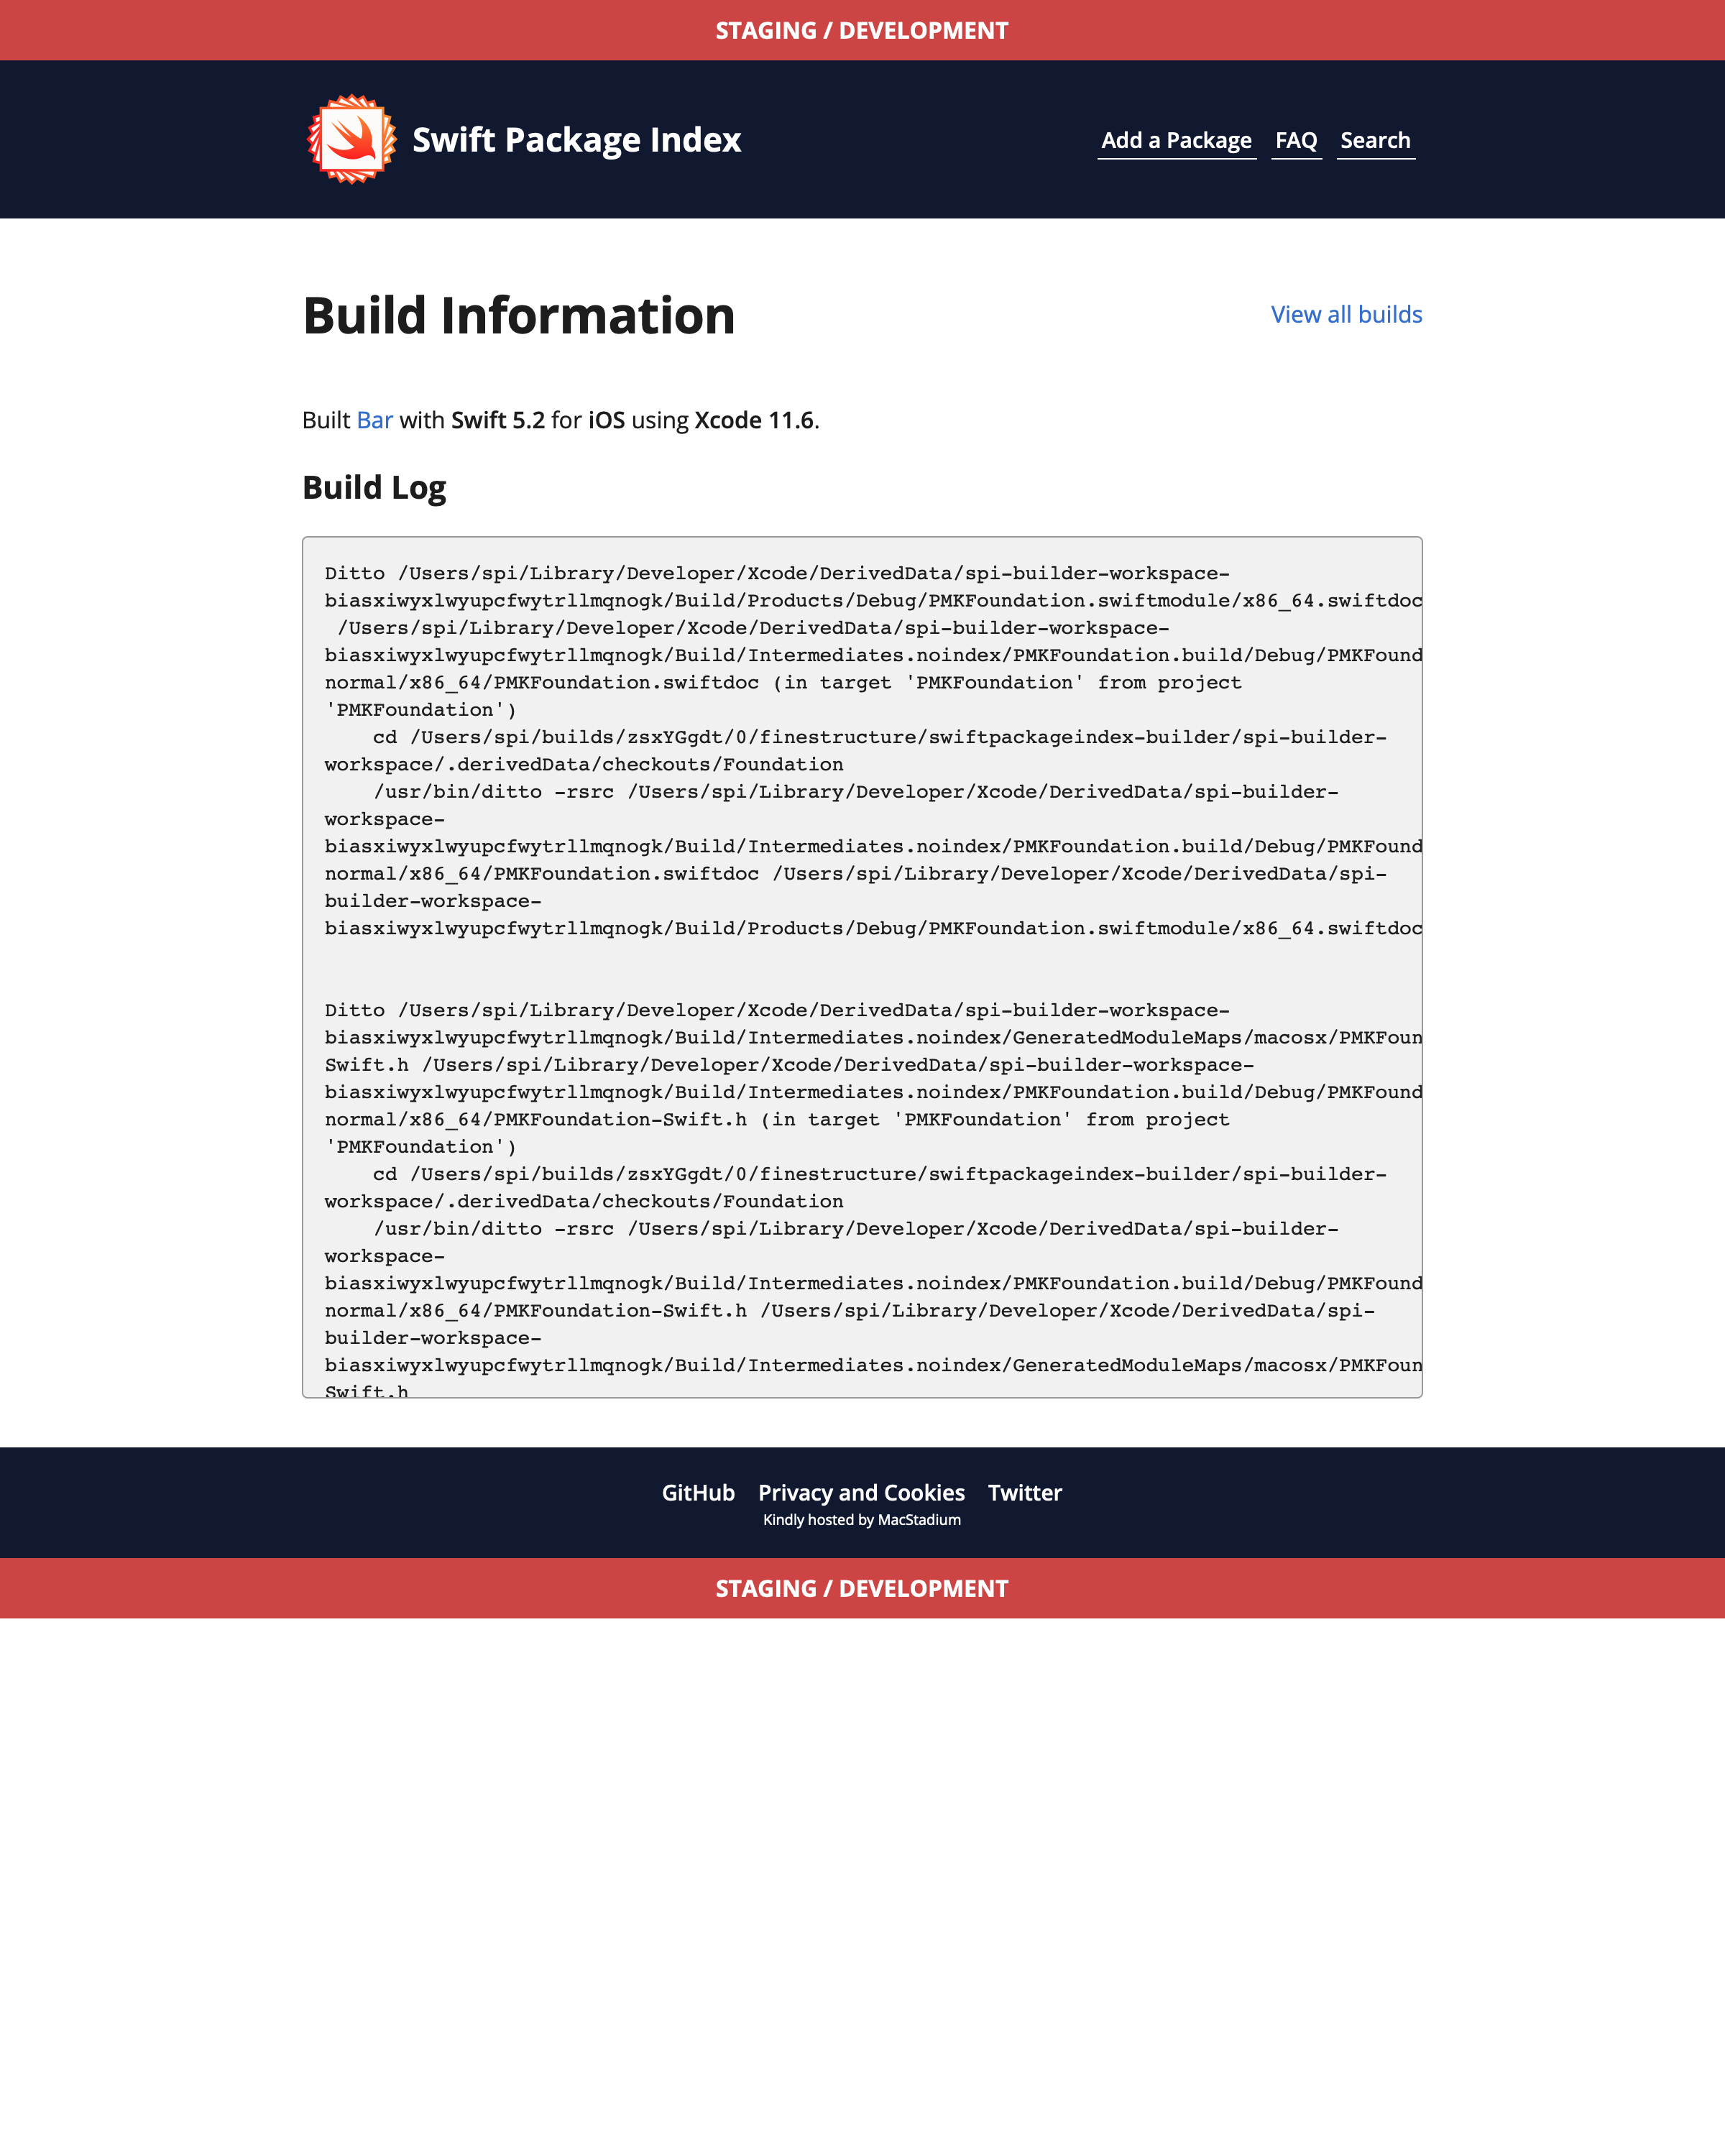 STAGING / DEVELOPMENT
Swift Package Index
Add a Package FAQ Search
Build Information
View all builds
Built Bar with Swift 5.2 for iOS using Xcode 11.6.
Build Log
Ditto /Users/spi/Library/Developer/Xcode/DerivedData/spi-builder-workspace-
biasxiwyxlwyupcfwytrllmqnogk/Build/Products/Debug/PMKFoundation.swiftmodule/x86_64.swiftdoc
/Users/spi/Library/Developer/Xcode/DerivedData/spi-builder-workspace-
biasxiwyxlwyupcfwytrllmqnogk/Build/Intermediates.noindex/PMKFoundation.build/Debug/PMKFound
normal/x86_64/PMKFoundation.swiftdoc (in target 'PMKFoundation' from project
'PMKFoundation')
cd /Users/spi/builds/zsxYGgdt/0/finestructure/swiftpackageindex-builder/spi-builder-
workspace/.derivedData/checkouts/Foundation
/usr/bin/ditto -rsrc /Users/spi/Library/Developer/Xcode/DerivedData/spi-builder-
workspace-
biasxiwyxlwyupcfwytrllmqnogk/Build/Intermediates.noindex/PMKFoundation.build/Debug/PMKFound
normal/x86_64/PMKFoundation.swiftdoc /Users/spi/Library/Developer/Xcode/DerivedData/spi-
builder-workspace-
biasxiwyxlwyupcfwytrllmqnogk/Build/Products/Debug/PMKFoundation.swiftmodule/x86_64.swiftdoc
Ditto /Users/spi/Library/Developer/Xcode/DerivedData/spi-builder-workspace-
biasxiwyxlwyupcfwytrllmqnogk/Build/Intermediates.noindex/GeneratedModuleMaps/macosx/PMKFoun
Swift.h /Users/spi/Library/Developer/Xcode/DerivedData/spi-builder-workspace-
biasxiwyxlwyupcfwytrllmqnogk/Build/Intermediates.noindex/PMKFoundation.build/Debug/PMKFound
normal/x86_64/PMKFoundation-Swift.h (in target 'PMKFoundation' from project
'PMKFoundation')
cd /Users/spi/builds/zsxYGgdt/0/finestructure/swiftpackageindex-builder/spi-builder-
workspace/.derivedData/checkouts/Foundation
/usr/bin/ditto -rsrc /Users/spi/Library/Developer/Xcode/DerivedData/spi-builder-
workspace-
biasxiwyxlwyupcfwytrllmqnogk/Build/Intermediates.noindex/PMKFoundation.build/Debug/PMKFound
normal/x86_64/PMKFoundation-Swift.h /Users/spi/Library/Developer/Xcode/DerivedData/spi-
builder-workspace-
biasxiwyxlwyupcfwytrllmqnogk/Build/Intermediates.noindex/GeneratedModuleMaps/macosx/PMKFoun
Swift.h
GitHub Privacy and Cookies Twitter
Kindly hosted by MacStadium
STAGING / DEVELOPMENT